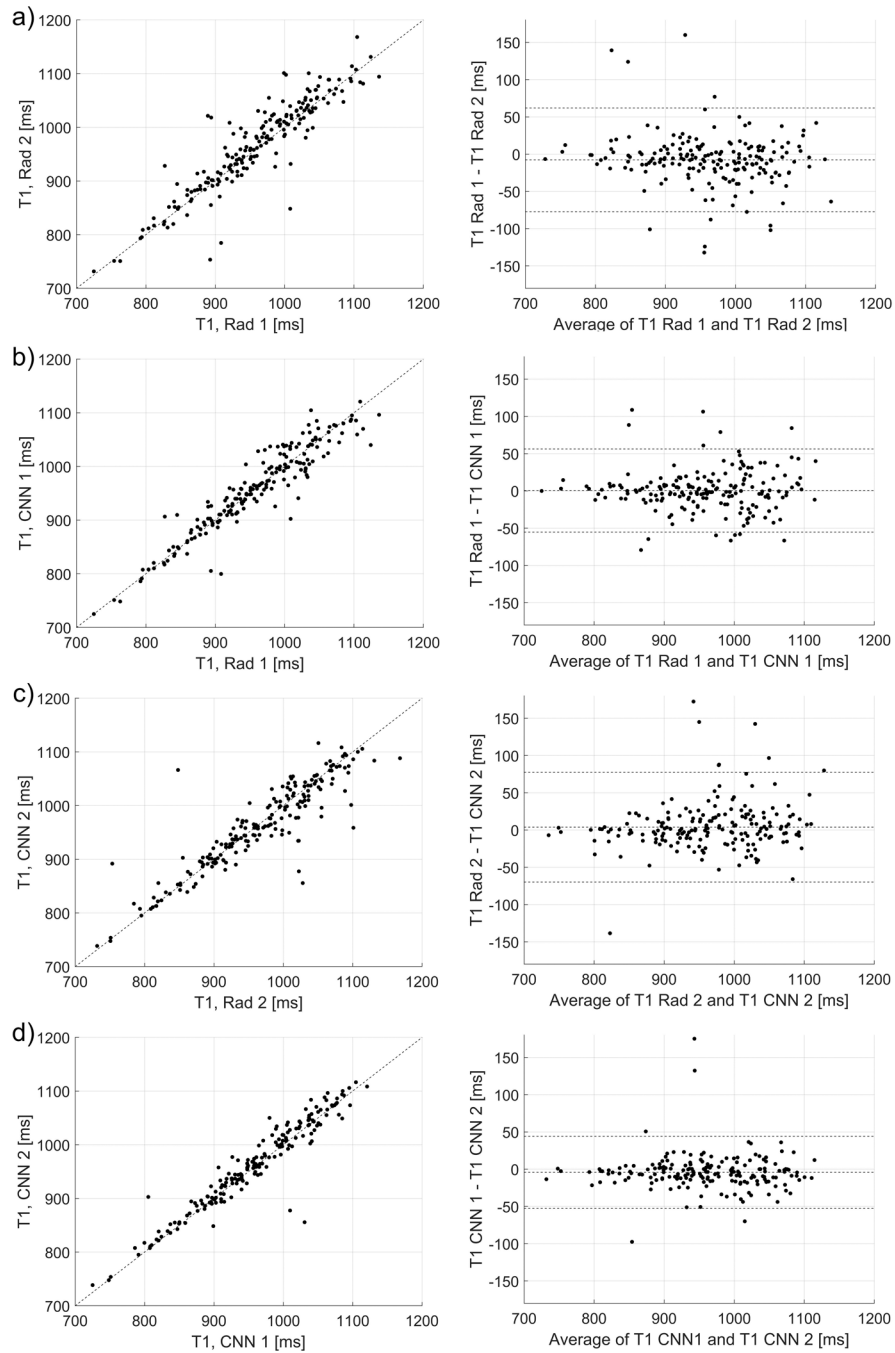 a)
1200
1100
1000
900
800
700
T1, Rad 2 [ms]
700 800 900 1000 1100 1200
T1, Rad 1 [ms]
150
100
50
0
-50
-100
-150
T1 Rad 1 - T1 Rad 2 [ms]
700 800 900 1000 1100 1200
Average of T1 Rad 1 and T1 Rad 2 [ms]
b)
1200
1100
1000
900
800
700
T1, CNN 1 [ms]
700 800 900 1000 1100 1200
T1, Rad 1 [ms]
150
100
50
0
-50
-100
-150
T1 Rad 1 - T1 CNN 1 [ms]
700 800 900 1000 1100 1200
Average of T1 Rad 1 and T1 CNN 1 [ms]
c)
1200
1100
1000
900
800
700
T1, CNN 2 [ms]
700 800 900 1000 1100 1200
T1, Rad 2 [ms]
150
100
50
0
-50
-100
-150
T1 Rad 2 - T1 CNN 2 [ms]
700 800 900 1000 1100 1200
Average of T1 Rad 2 and T1 CNN 2 [ms]
d)
1200
1100
1000
900
800
700
T1, CNN 2 [ms]
700 800 900 1000 1100 1200
T1, CNN 1 [ms]
150
100
50
0
-50
-100
-150
T1 CNN 1 - T1 CNN 2 [ms]
700 800 900 1000 1100 1200
Average of T1 CNN1 and T1 CNN 2 [ms]